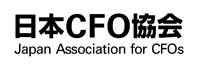 日本CFO協会
Japan Association for CFOs